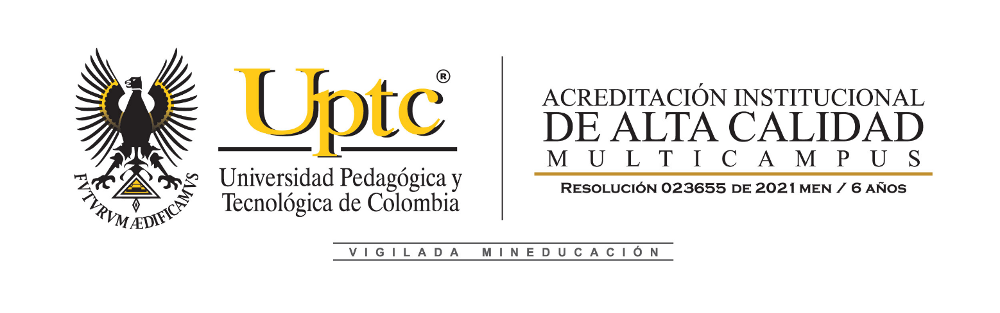 FVTVRVM ÆDIFICAMVS
Uptc®
Universidad Pedagógica y
Tecnológica de Colombia
ACREDITACIÓN INSTITUCIONAL
DE ALTA CALIDAD
MULTICAMPUS
RESOLUCIÓN 023655 DE 2021 MEN / 6 AÑOS
VIGILADA MINEDUCACIÓN